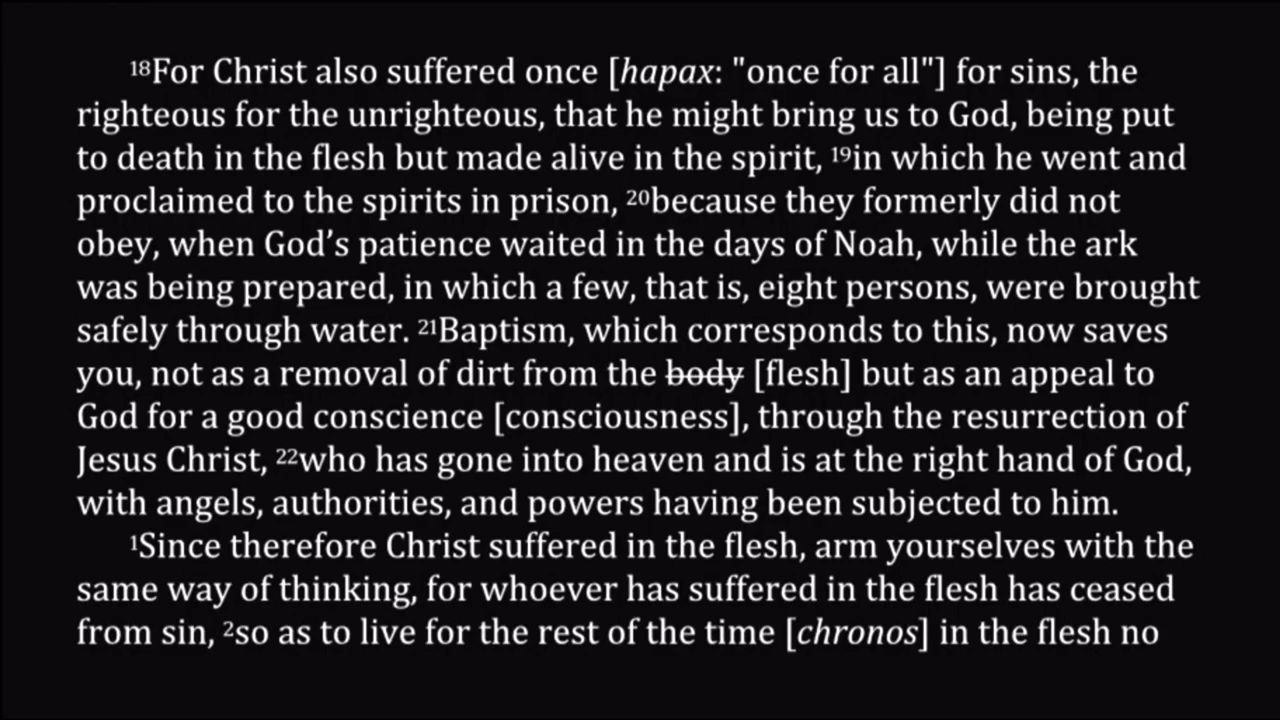 18For Christ also suffered once [hapax: "once for all"] for sins, the
righteous for the unrighteous, that he might bring us to God, being put
to death in the flesh but made alive in the spirit, 19in which he went and
proclaimed to the spirits in prison, 20because they formerly did not
obey, when God’s patience waited in the days of Noah, while the ark
was being prepared, in which a few, that is, eight persons, were brought
safely through water. 21Baptism, which corresponds to this, now saves
you, not as a removal of dirt from the body [flesh] but as an appeal to
God for a good conscience [consciousness], through the resurrection of
Jesus Christ, 22who has gone into heaven and is at the right hand of God,
with angels, authorities, and powers having been subjected to him.
1Since therefore Christ suffered in the flesh, arm yourselves with the
same way of thinking, for whoever has suffered in the flesh has ceased
from sin, 2so as to live for the rest of the time [chronos] in the flesh no